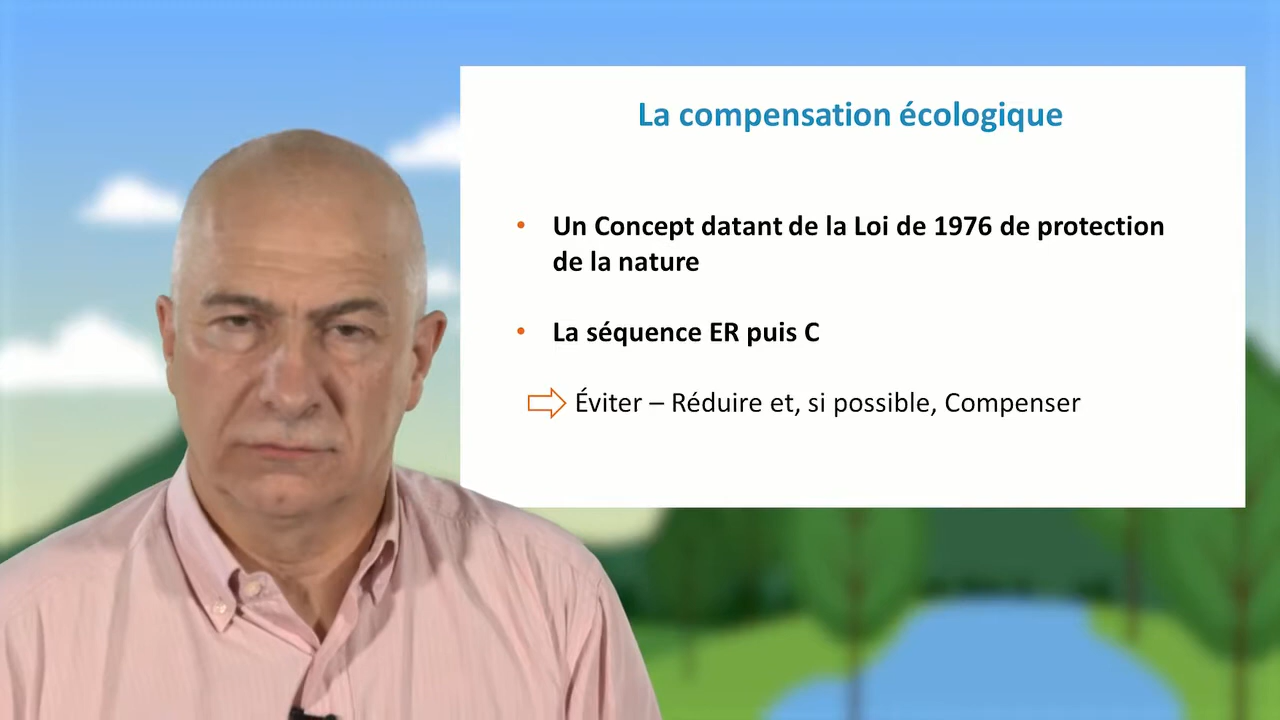 La compensation écologique
• Un Concept datant de la Loi de 1976 de protection
de la nature
• La séquence ER puis C
Éviter – Réduire et, si possible, Compenser